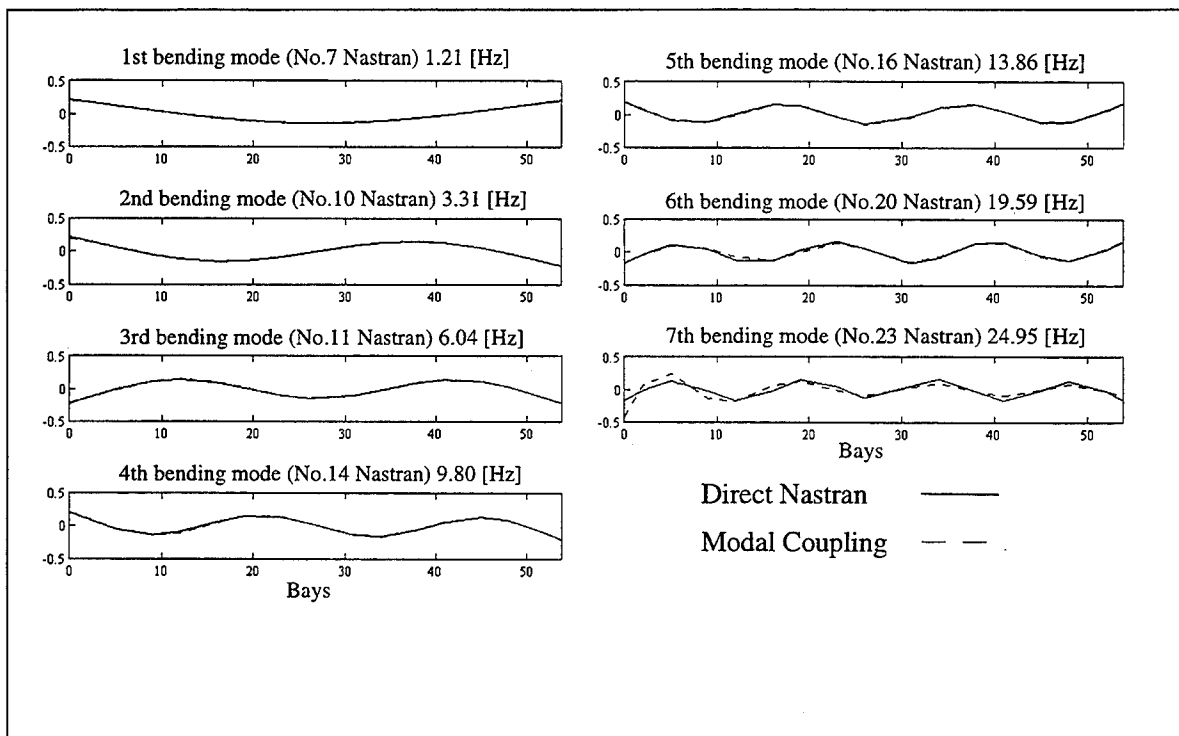 1st bending mode (No.7 Nastran) 1.21 [Hz]
0.5
0
-0.5
0 10 20 30 40 50
2nd bending mode (No.10 Nastran) 3.31 [Hz]
0.5
0
-0.5
0 10 20 30 40 50
3rd bending mode (No.11 Nastran) 6.04 [Hz]
0.5
0
-0.5
0 10 20 30 40 50
4th bending mode (No.14 Nastran) 9.80 [Hz]
0.5
0
-0.5
0 10 20 30 40 50
Bays
5th bending mode (No.16 Nastran) 13.86 [Hz]
0.5
0
-0.5
0 10 20 30 40 50
6th bending mode (No.20 Nastran) 19.59 [Hz]
0.5
0
-0.5
0 10 20 30 40 50
7th bending mode (No.23 Nastran) 24.95 [Hz]
0.5
0
-0.5
0 10 20 30 40 50
Bays
Direct Nastran
Modal Coupling